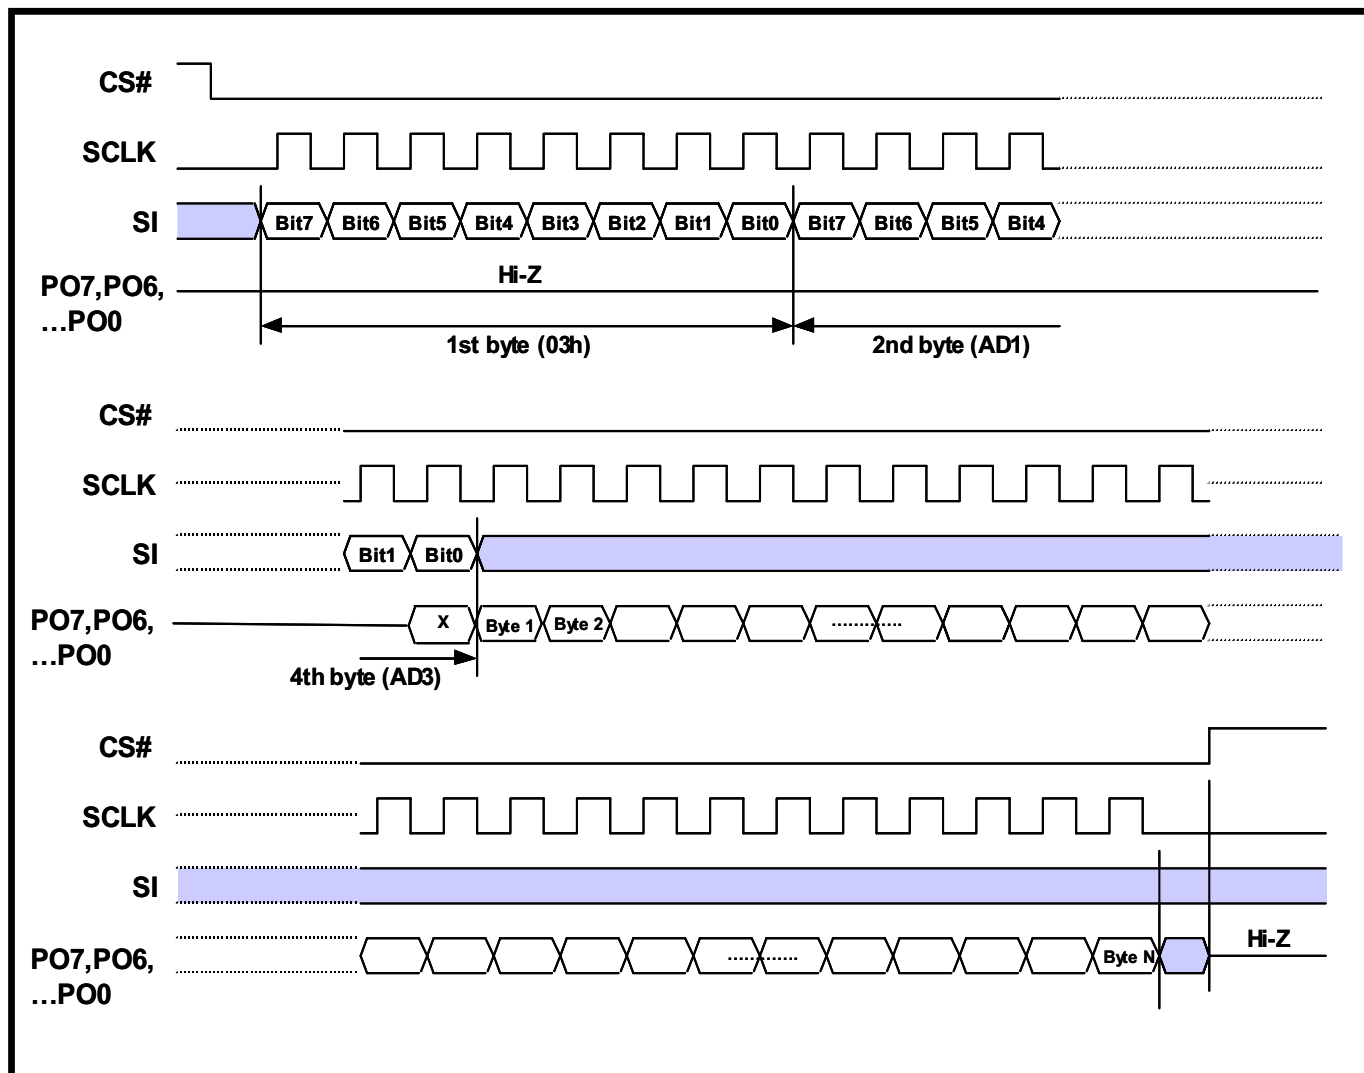 CS#
SCLK
SI Bit7 Bit6 Bit5 Bit4 Bit3 Bit2 Bit1 Bit0 Bit7 Bit6 Bit5 Bit4
Hi-Z
PO7,PO6,
...PO0
1st byte (03h) 2nd byte (AD1)
CS#
SCLK
SI Bit1 Bit0
PO7,PO6, X Byte 1 Byte 2 ............
...PO0
4th byte (AD3)
CS#
SCLK
SI
Hi-Z
PO7,PO6, ............ Byte N
...PO0